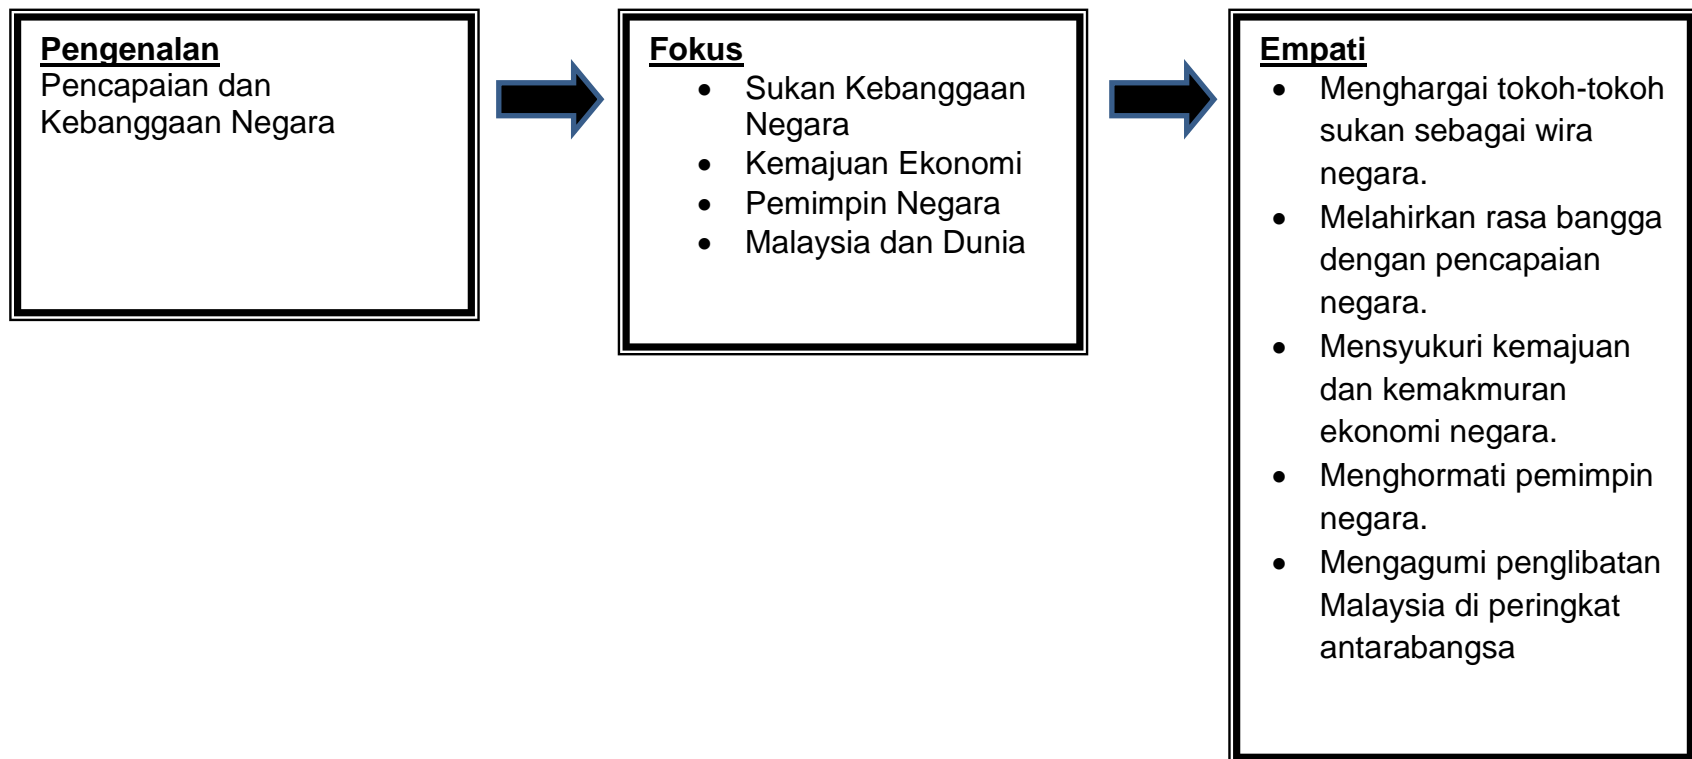 Pengenalan
Pencapaian dan
Kebanggaan Negara
Fokus
• Sukan Kebanggaan
Negara
• Kemajuan Ekonomi
• Pemimpin Negara
• Malaysia dan Dunia
Empati
• Menghargai tokoh-tokoh
sukan sebagai wira
negara.
• Melahirkan rasa bangga
dengan pencapaian
negara.
• Mensyukuri kemajuan
dan kemakmuran
ekonomi negara.
• Menghormati pemimpin
negara.
• Mengagumi penglibatan
Malaysia di peringkat
antarabangsa